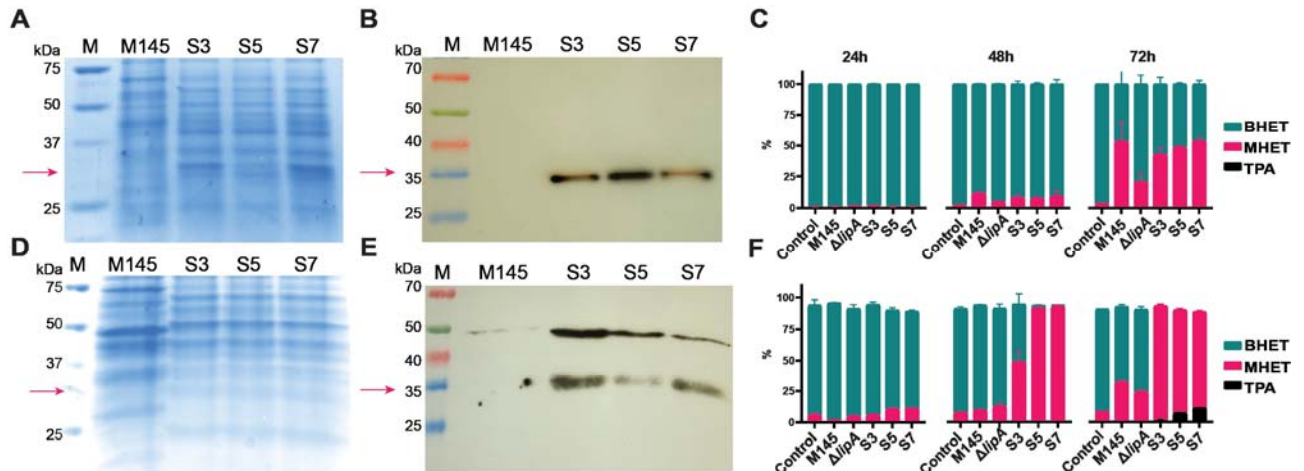 A
kDa M M145 S3 S5 S7
75
50
37
25
B
kDa M M145 S3 S5 S7
70
50
40
35
25
C
24h 48h 72h
%
100
75
50
25
0
Control M145 ΔlipA S3 S5 S7
Control M145 ΔlipA S3 S5 S7
Control M145 ΔlipA S3 S5 S7
BHET
MHET
TPA
D
kDa M M145 S3 S5 S7
75
50
37
25
E
kDa M M145 S3 S5 S7
70
50
40
35
25
F
%
100
75
50
25
0
Control M145 ΔlipA S3 S5 S7
Control M145 ΔlipA S3 S5 S7
Control M145 ΔlipA S3 S5 S7
BHET
MHET
TPA